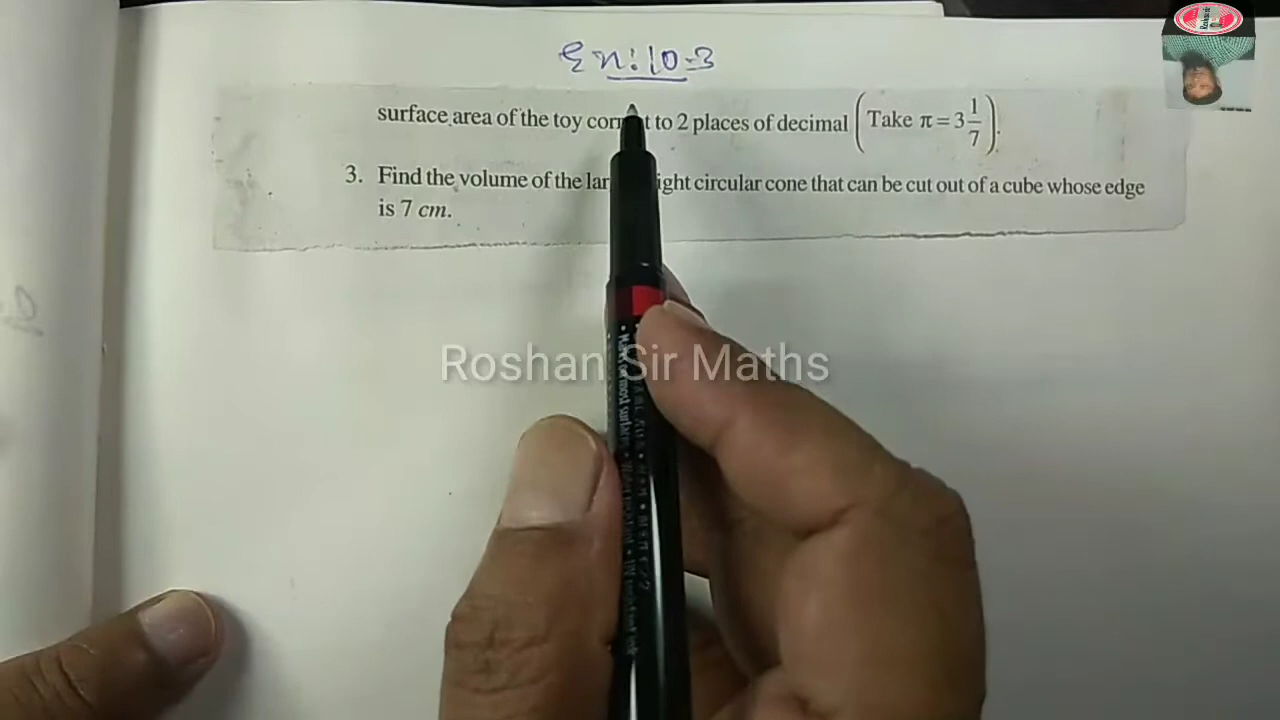 Ex: 10.3
surface area of the toy correct to 2 places of decimal (Take π = 3 1/7).
3. Find the volume of the lar ight circular cone that can be cut out of a cube whose edge
is 7 cm.
Roshan Sir Maths